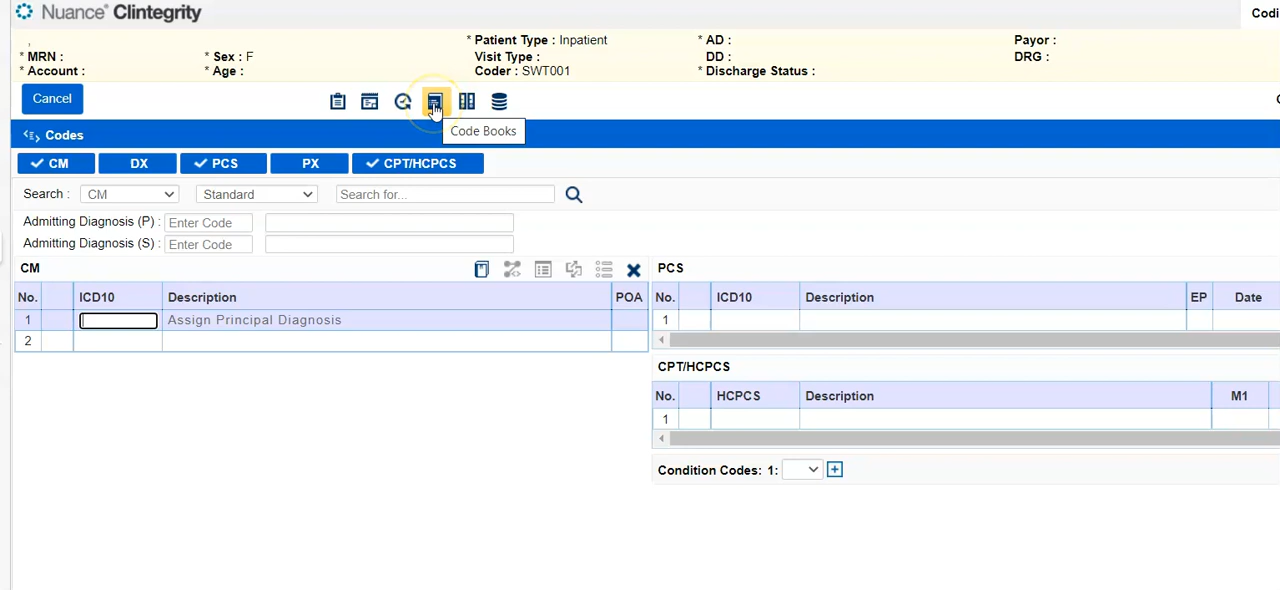 Nuance® Clintegrity
Codi
,
* Patient Type : Inpatient
* AD :
Payor :
* MRN :
* Sex : F
Visit Type :
DD :
DRG :
* Account :
* Age :
Coder : SWT001
* Discharge Status :
Cancel
Code Books
Codes
CM
DX
PCS
PX
CPT/HCPCS
Search :
CM
Standard
Search for...
Admitting Diagnosis (P) :
Enter Code
Admitting Diagnosis (S) :
Enter Code
CM
PCS
No.
ICD10
Description
POA
No.
ICD10
Description
EP
Date
1
Assign Principal Diagnosis
1
2
CPT/HCPCS
No.
HCPCS
Description
M1
1
Condition Codes: 1: